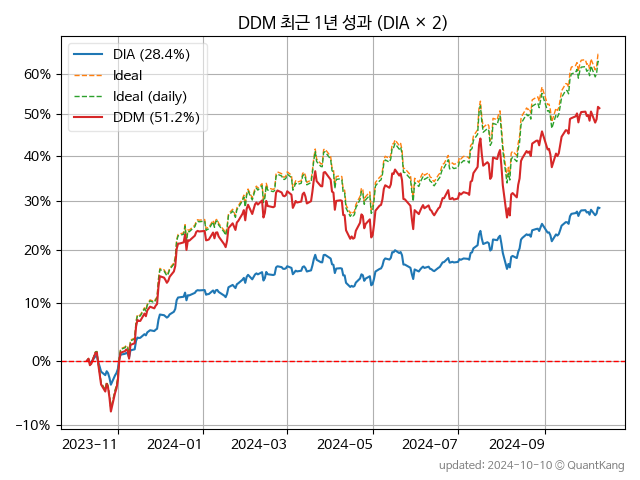 DDM 최근 1년 성과 (DIA × 2)
DIA (28.4%)
Ideal
Ideal (daily)
DDM (51.2%)
60%
50%
40%
30%
20%
10%
0%
−10%
2023−11
2024−01
2024−03
2024−05
2024−07
2024−09
updated: 2024-10-10 © QuantKang